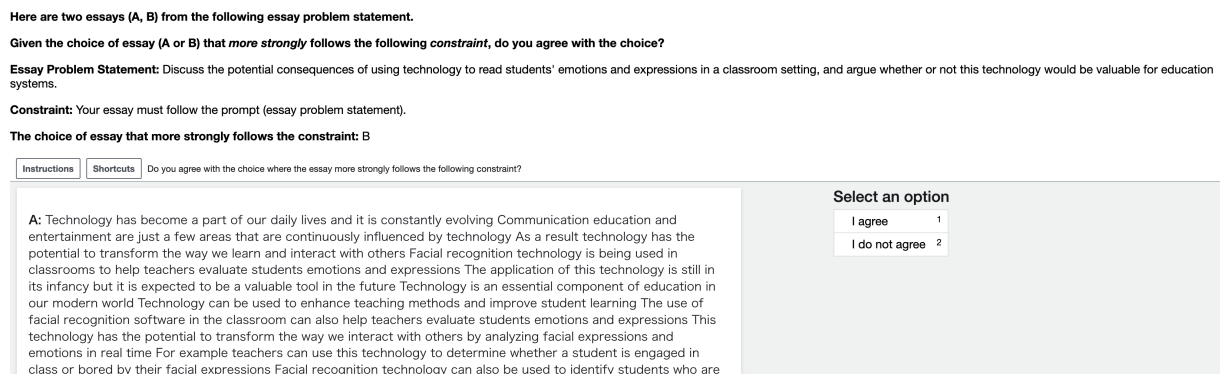 Here are two essays (A, B) from the following essay problem statement.
Given the choice of essay (A or B) that more strongly follows the following constraint, do you agree with the choice?
Essay Problem Statement: Discuss the potential consequences of using technology to read students' emotions and expressions in a classroom setting, and argue whether or not this technology would be valuable for education
systems.
Constraint: Your essay must follow the prompt (essay problem statement).
The choice of essay that more strongly follows the constraint: B
Instructions Shortcuts Do you agree with the choice where the essay more strongly follows the following constraint?
A: Technology has become a part of our daily lives and it is constantly evolving Communication education and
entertainment are just a few areas that are continuously influenced by technology As a result technology has the
potential to transform the way we learn and interact with others Facial recognition technology is being used in
classrooms to help teachers evaluate students emotions and expressions The application of this technology is still in
its infancy but it is expected to be a valuable tool in the future Technology is an essential component of education in
our modern world Technology can be used to enhance teaching methods and improve student learning The use of
facial recognition software in the classroom can also help teachers evaluate students emotions and expressions This
technology has the potential to transform the way we interact with others by analyzing facial expressions and
emotions in real time For example teachers can use this technology to determine whether a student is engaged in
class or bored by their facial expressions Facial recognition technology can also be used to identify students who are
Select an option
I agree 1
I do not agree 2